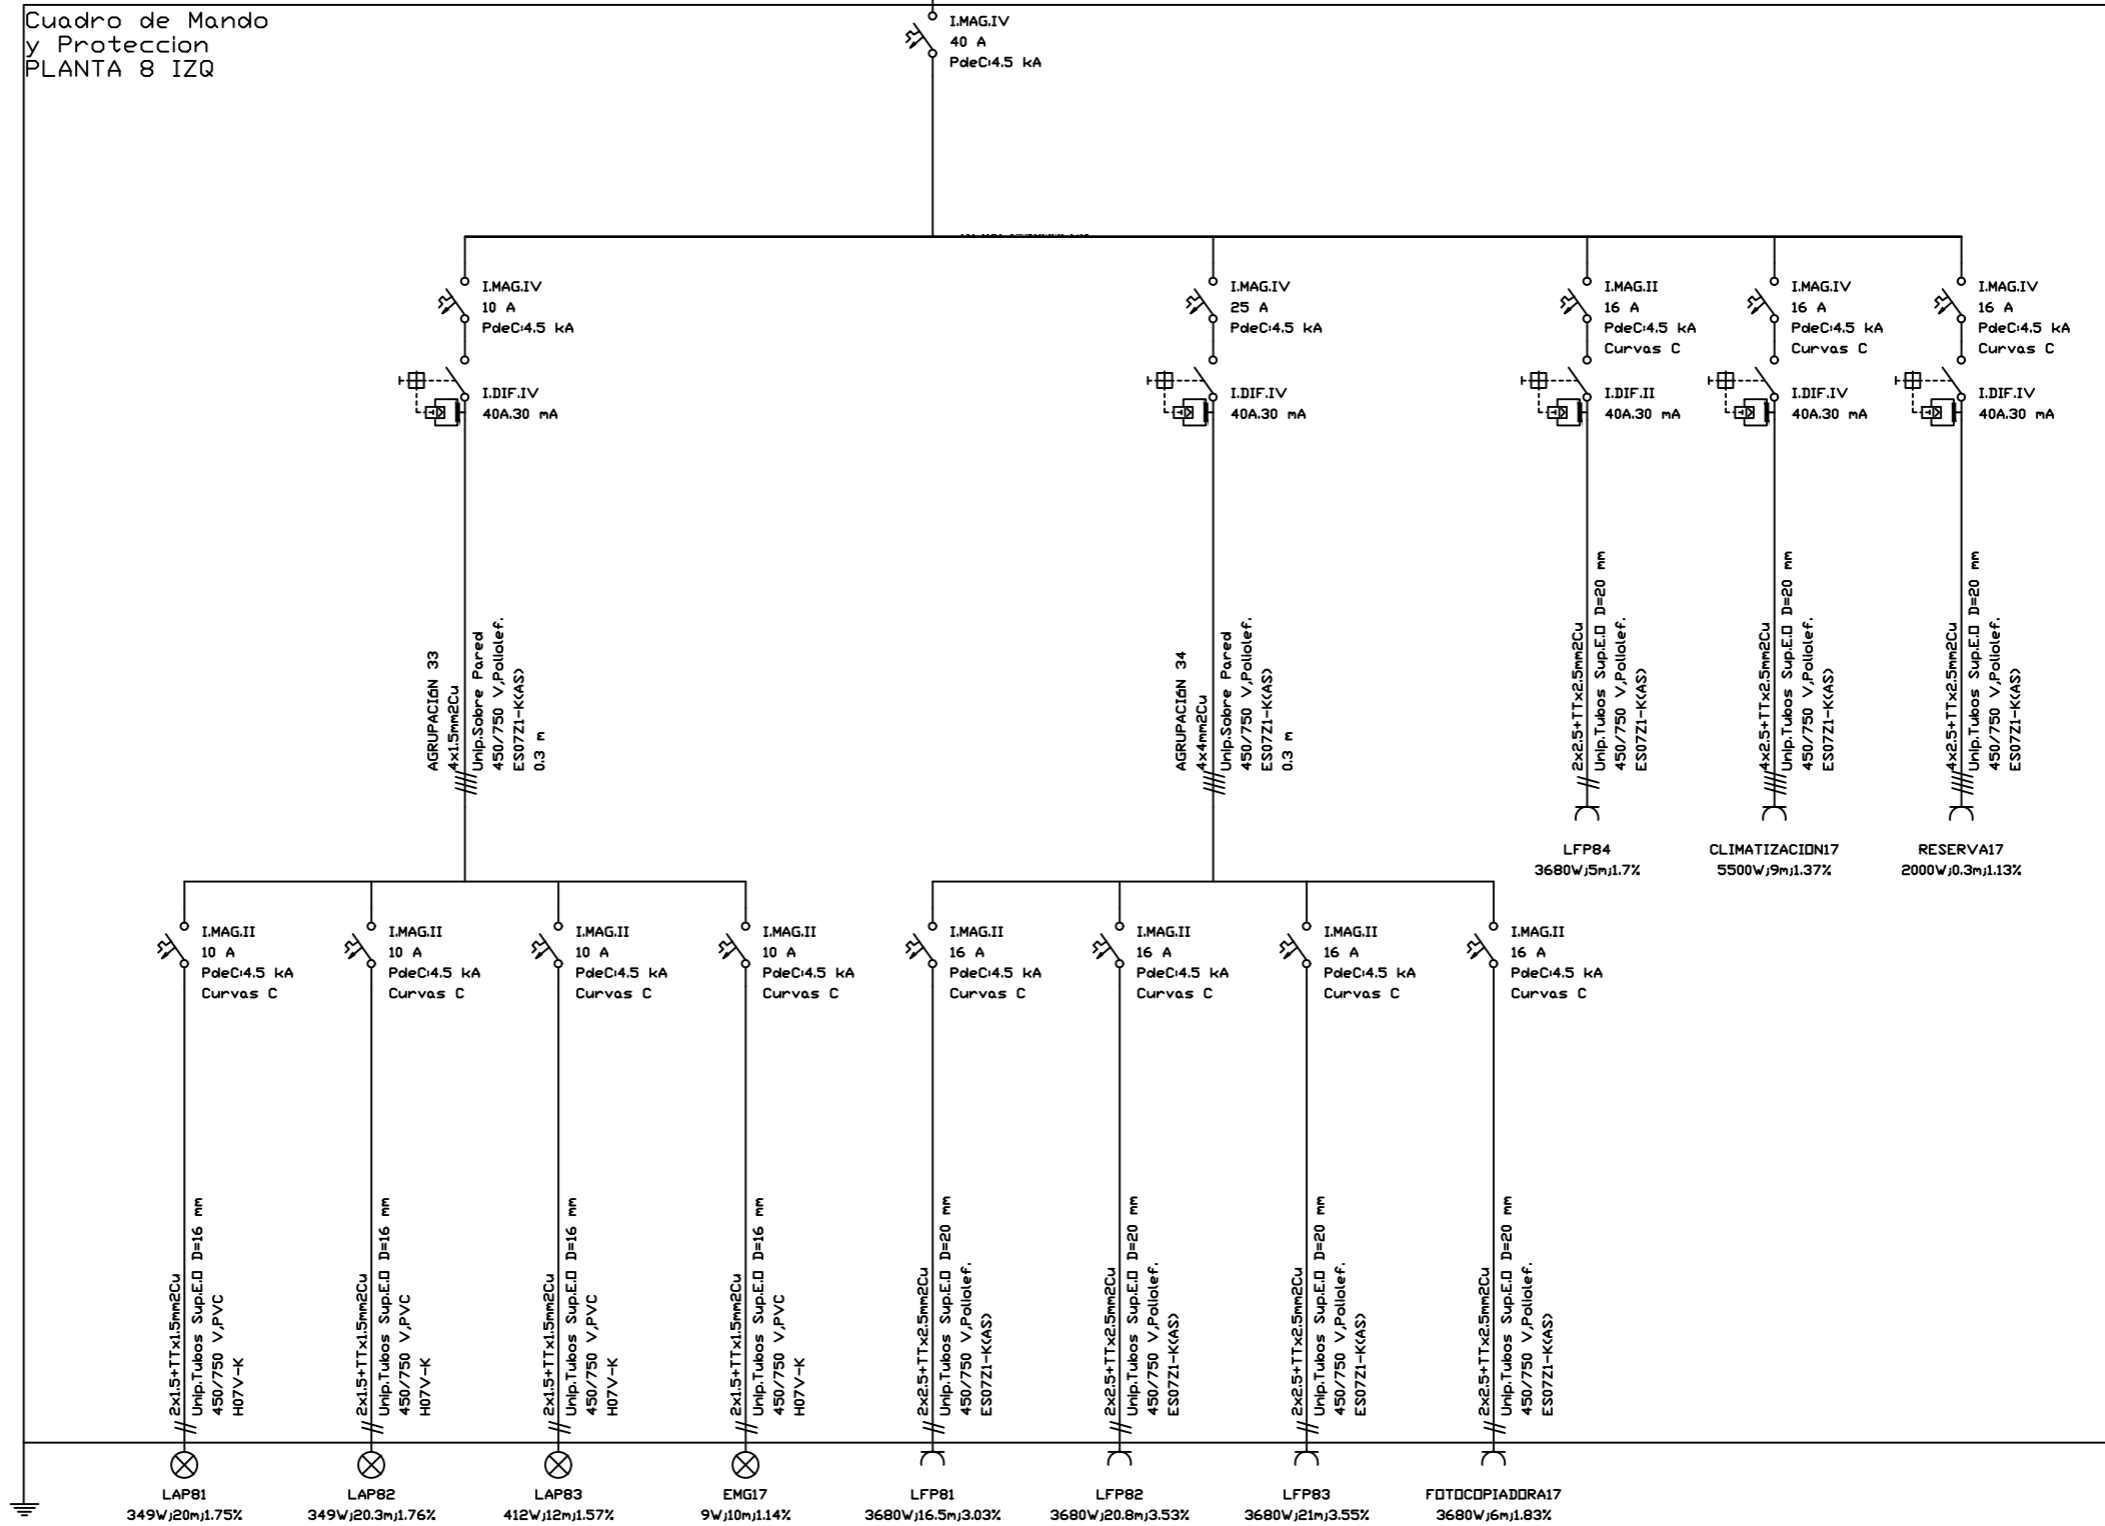 Cuadro de Mando
y Proteccion
PLANTA 8 IZQ
I.MAG.IV
40 A
PdeC:4.5 kA
I.MAG.IV
10 A
PdeC:4.5 kA
I.DIF.IV
40A.30 mA
AGRUPACIÓN 33
4x1.5mm2Cu
Unip.Sobre Pared
450/750 V,Poliolef.
ES07Z1-K(AS)
0.3 m
I.MAG.IV
25 A
PdeC:4.5 kA
I.DIF.IV
40A.30 mA
AGRUPACIÓN 34
4x4mm2Cu
Unip.Sobre Pared
450/750 V,Poliolef.
ES07Z1-K(AS)
0.3 m
I.MAG.II
16 A
PdeC:4.5 kA
Curvas C
I.DIF.II
40A.30 mA
2x2.5+TTx2.5mm2Cu
Unip.Tubos Sup.E.O D=20 mm
450/750 V,Poliolef.
ES07Z1-K(AS)
LFP84
3680W;5m;1.7%
I.MAG.IV
16 A
PdeC:4.5 kA
Curvas C
I.DIF.IV
40A.30 mA
4x2.5+TTx2.5mm2Cu
Unip.Tubos Sup.E.O D=20 mm
450/750 V,Poliolef.
ES07Z1-K(AS)
CLIMATIZACION17
5500W;9m;1.37%
I.MAG.IV
16 A
PdeC:4.5 kA
Curvas C
I.DIF.IV
40A.30 mA
4x2.5+TTx2.5mm2Cu
Unip.Tubos Sup.E.O D=20 mm
450/750 V,Poliolef.
ES07Z1-K(AS)
RESERVA17
2000W;0.3m;1.13%
I.MAG.II
10 A
PdeC:4.5 kA
Curvas C
2x1.5+TTx1.5mm2Cu
Unip.Tubos Sup.E.O D=16 mm
450/750 V,PVC
H07V-K
LAP81
349W;20m;1.75%
I.MAG.II
10 A
PdeC:4.5 kA
Curvas C
2x1.5+TTx1.5mm2Cu
Unip.Tubos Sup.E.O D=16 mm
450/750 V,PVC
H07V-K
LAP82
349W;20.3m;1.76%
I.MAG.II
10 A
PdeC:4.5 kA
Curvas C
2x1.5+TTx1.5mm2Cu
Unip.Tubos Sup.E.O D=16 mm
450/750 V,PVC
H07V-K
LAP83
412W;12m;1.57%
I.MAG.II
10 A
PdeC:4.5 kA
Curvas C
2x1.5+TTx1.5mm2Cu
Unip.Tubos Sup.E.O D=16 mm
450/750 V,PVC
H07V-K
EMG17
9W;10m;1.14%
I.MAG.II
16 A
PdeC:4.5 kA
Curvas C
2x2.5+TTx2.5mm2Cu
Unip.Tubos Sup.E.O D=20 mm
450/750 V,Poliolef.
ES07Z1-K(AS)
LFP81
3680W;16.5m;3.03%
I.MAG.II
16 A
PdeC:4.5 kA
Curvas C
2x2.5+TTx2.5mm2Cu
Unip.Tubos Sup.E.O D=20 mm
450/750 V,Poliolef.
ES07Z1-K(AS)
LFP82
3680W;20.8m;3.53%
I.MAG.II
16 A
PdeC:4.5 kA
Curvas C
2x2.5+TTx2.5mm2Cu
Unip.Tubos Sup.E.O D=20 mm
450/750 V,Poliolef.
ES07Z1-K(AS)
LFP83
3680W;21m;3.55%
I.MAG.II
16 A
PdeC:4.5 kA
Curvas C
2x2.5+TTx2.5mm2Cu
Unip.Tubos Sup.E.O D=20 mm
450/750 V,Poliolef.
ES07Z1-K(AS)
FOTOCOPIADORA17
3680W;6m;1.83%